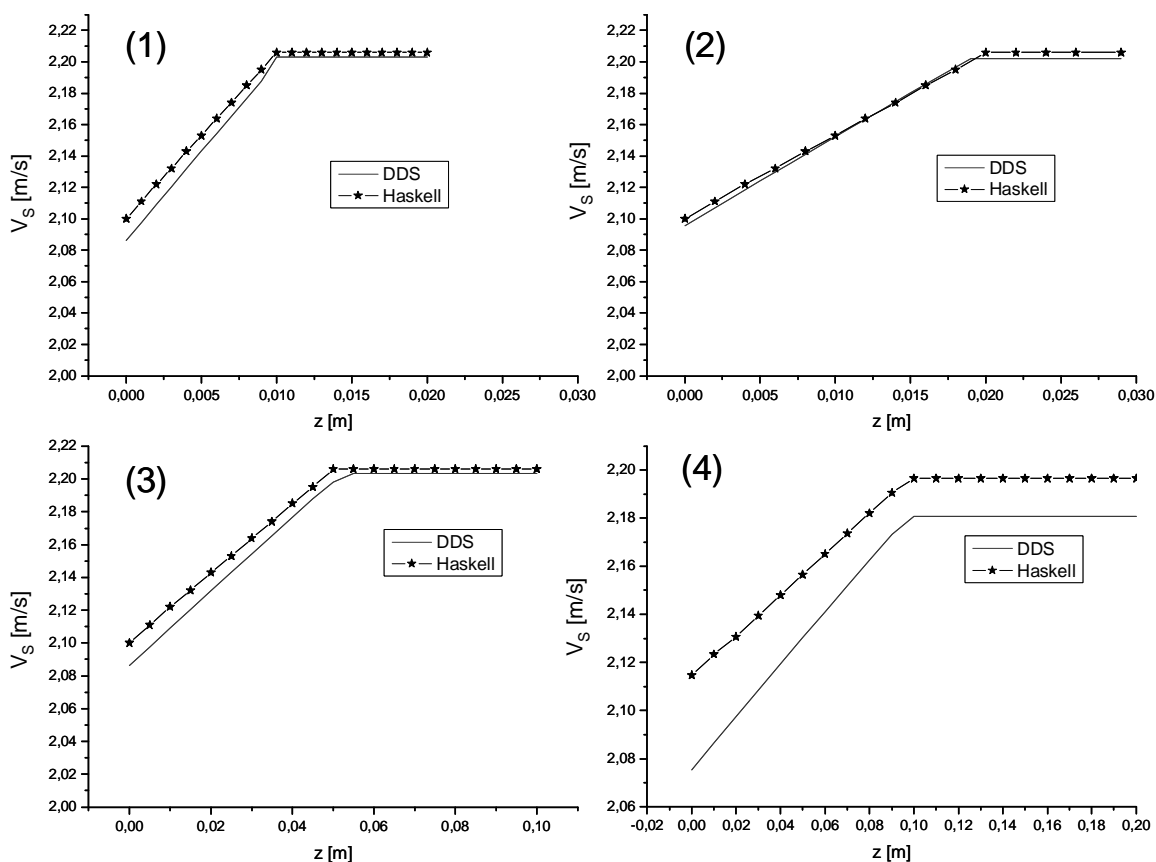 (1)
2,22
2,20
2,18
2,16
2,14
2,12
2,10
2,08
2,06
2,04
2,02
2,00
V_S [m/s]
DDS
Haskell
0,000 0,005 0,010 0,015 0,020 0,025 0,030
z [m]
(2)
2,22
2,20
2,18
2,16
2,14
2,12
2,10
2,08
2,06
2,04
2,02
2,00
V_S [m/s]
DDS
Haskell
0,000 0,005 0,010 0,015 0,020 0,025 0,030
z [m]
(3)
2,22
2,20
2,18
2,16
2,14
2,12
2,10
2,08
2,06
2,04
2,02
2,00
V_S [m/s]
DDS
Haskell
0,00 0,02 0,04 0,06 0,08 0,10
z [m]
(4)
2,20
2,18
2,16
2,14
2,12
2,10
2,08
2,06
V_S [m/s]
DDS
Haskell
-0,02 0,00 0,02 0,04 0,06 0,08 0,10 0,12 0,14 0,16 0,18 0,20
z [m]